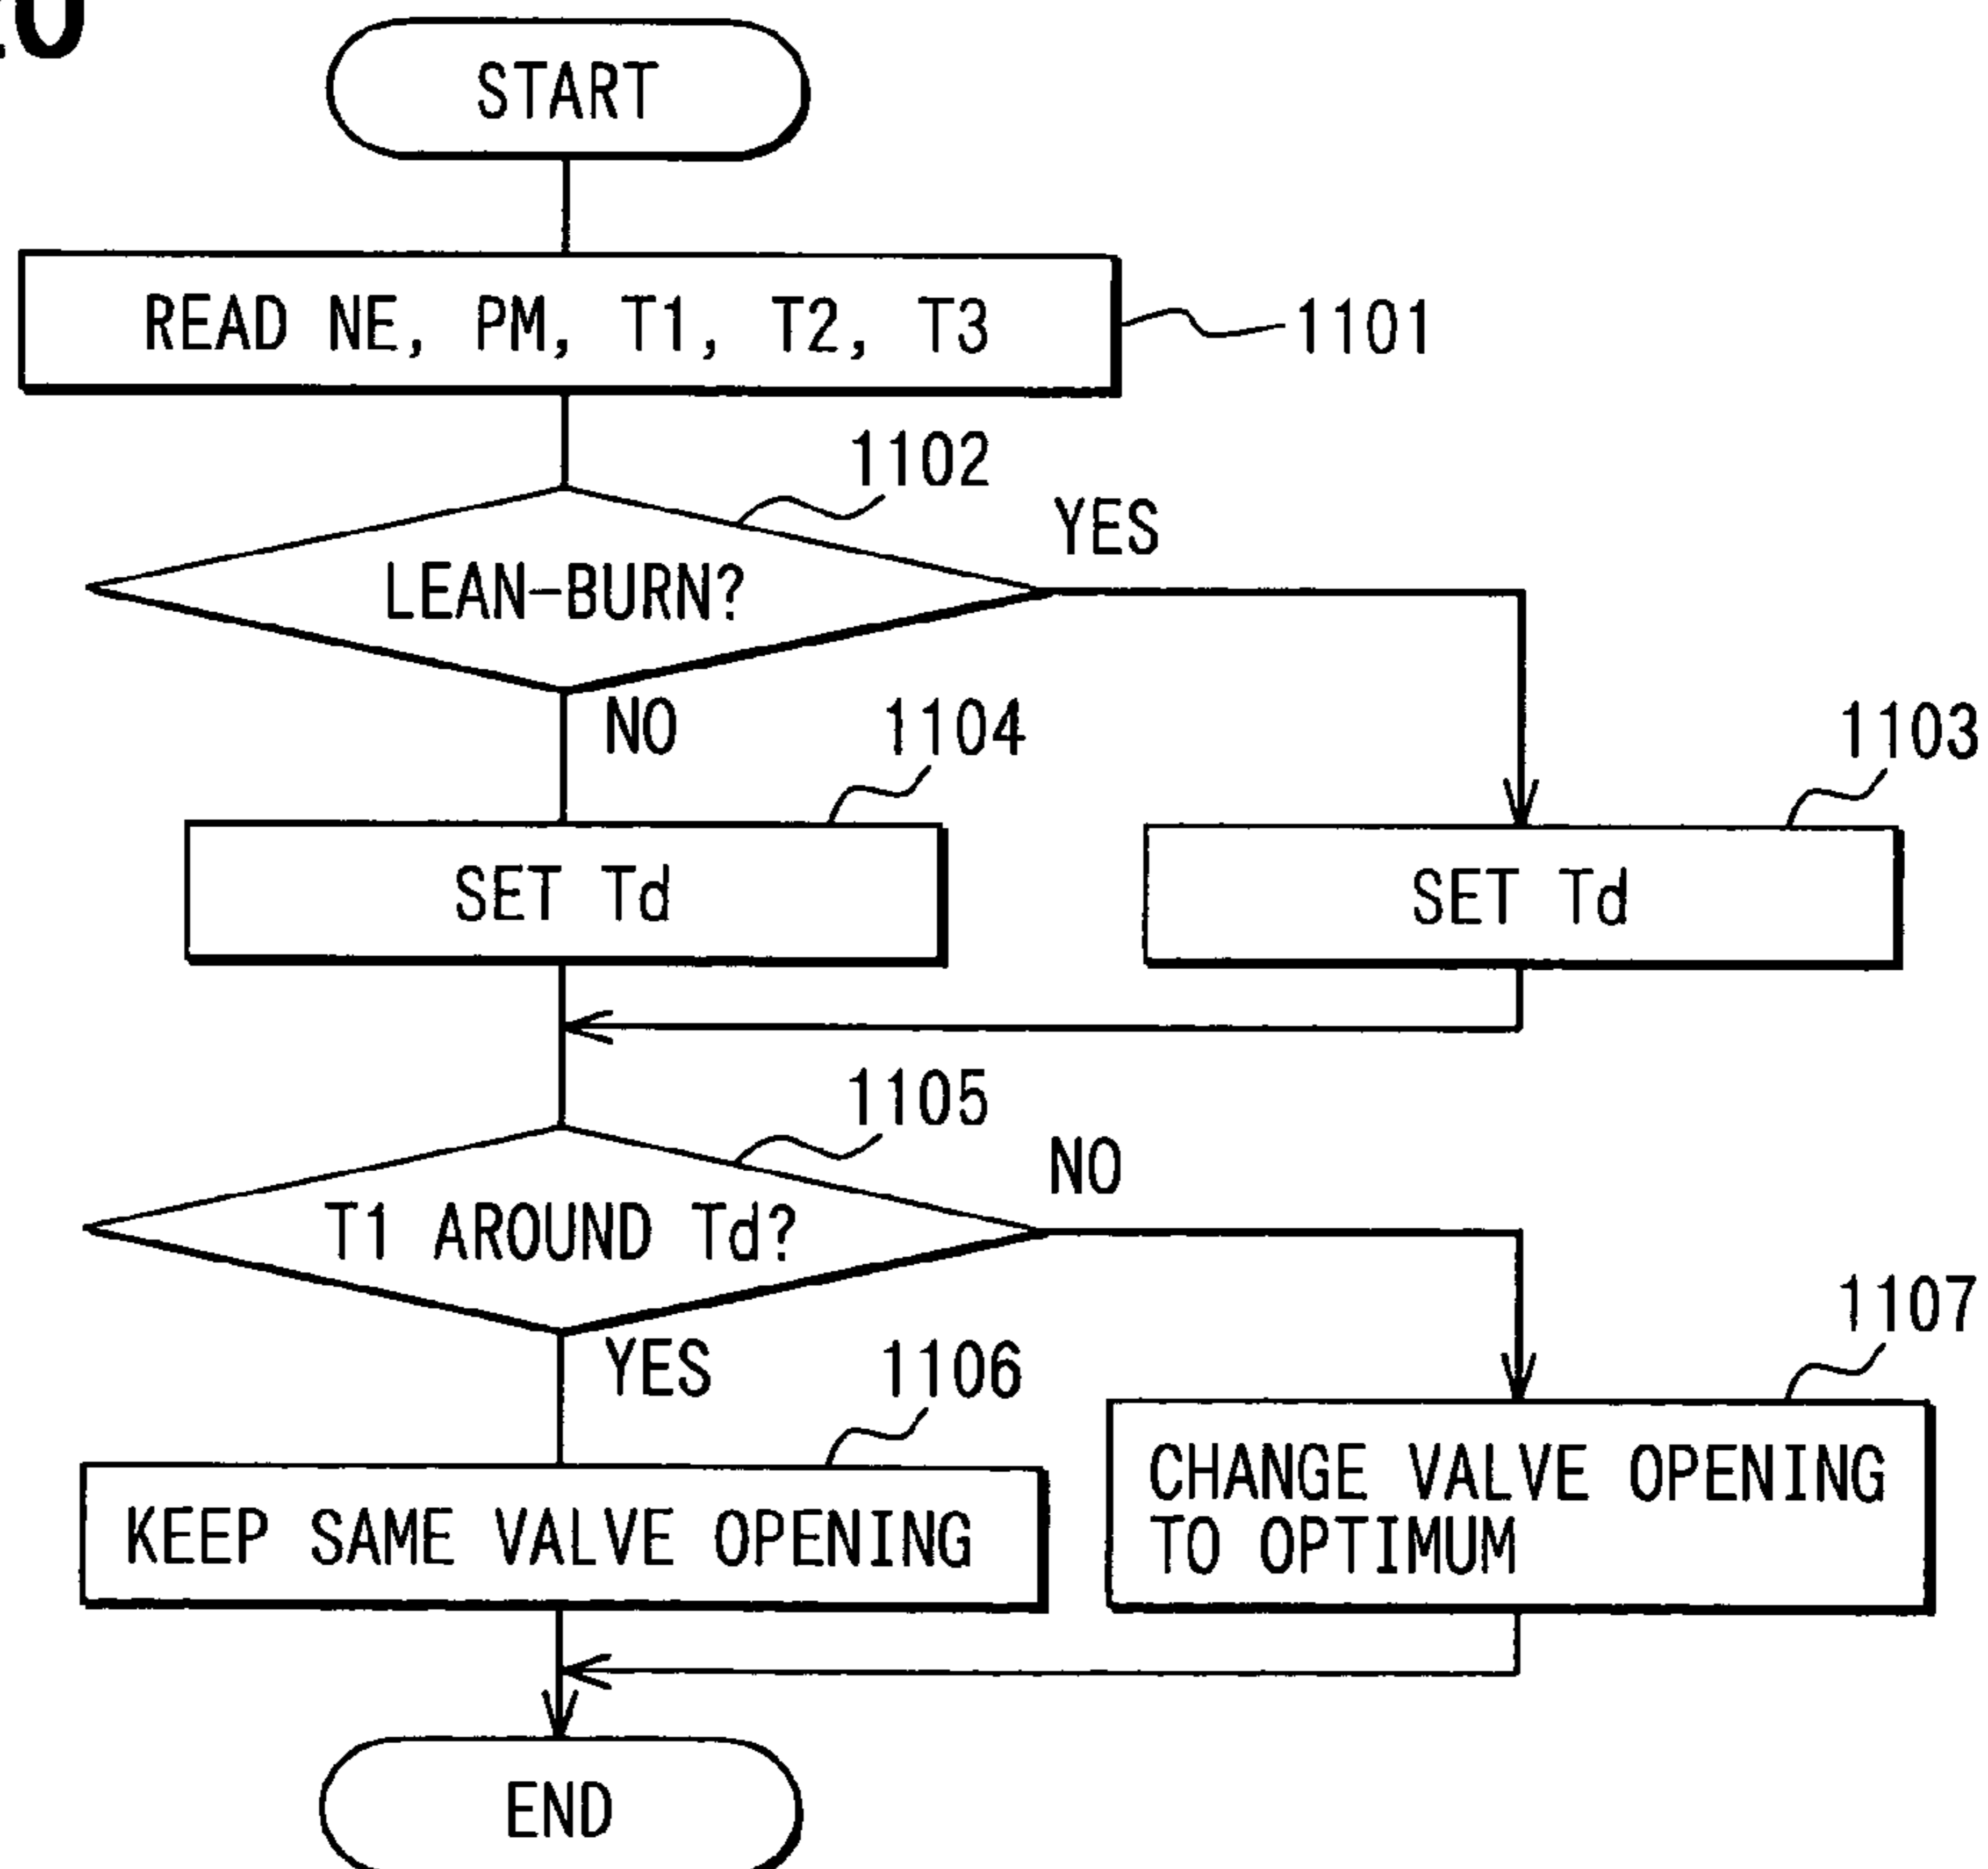 START
READ NE, PM, T1, T2, T3
1101
1102
LEAN-BURN?
YES
NO
1104
1103
SET Td
SET Td
1105
T1 AROUND Td?
NO
YES
1106
1107
KEEP SAME VALVE OPENING
CHANGE VALVE OPENING
TO OPTIMUM
END